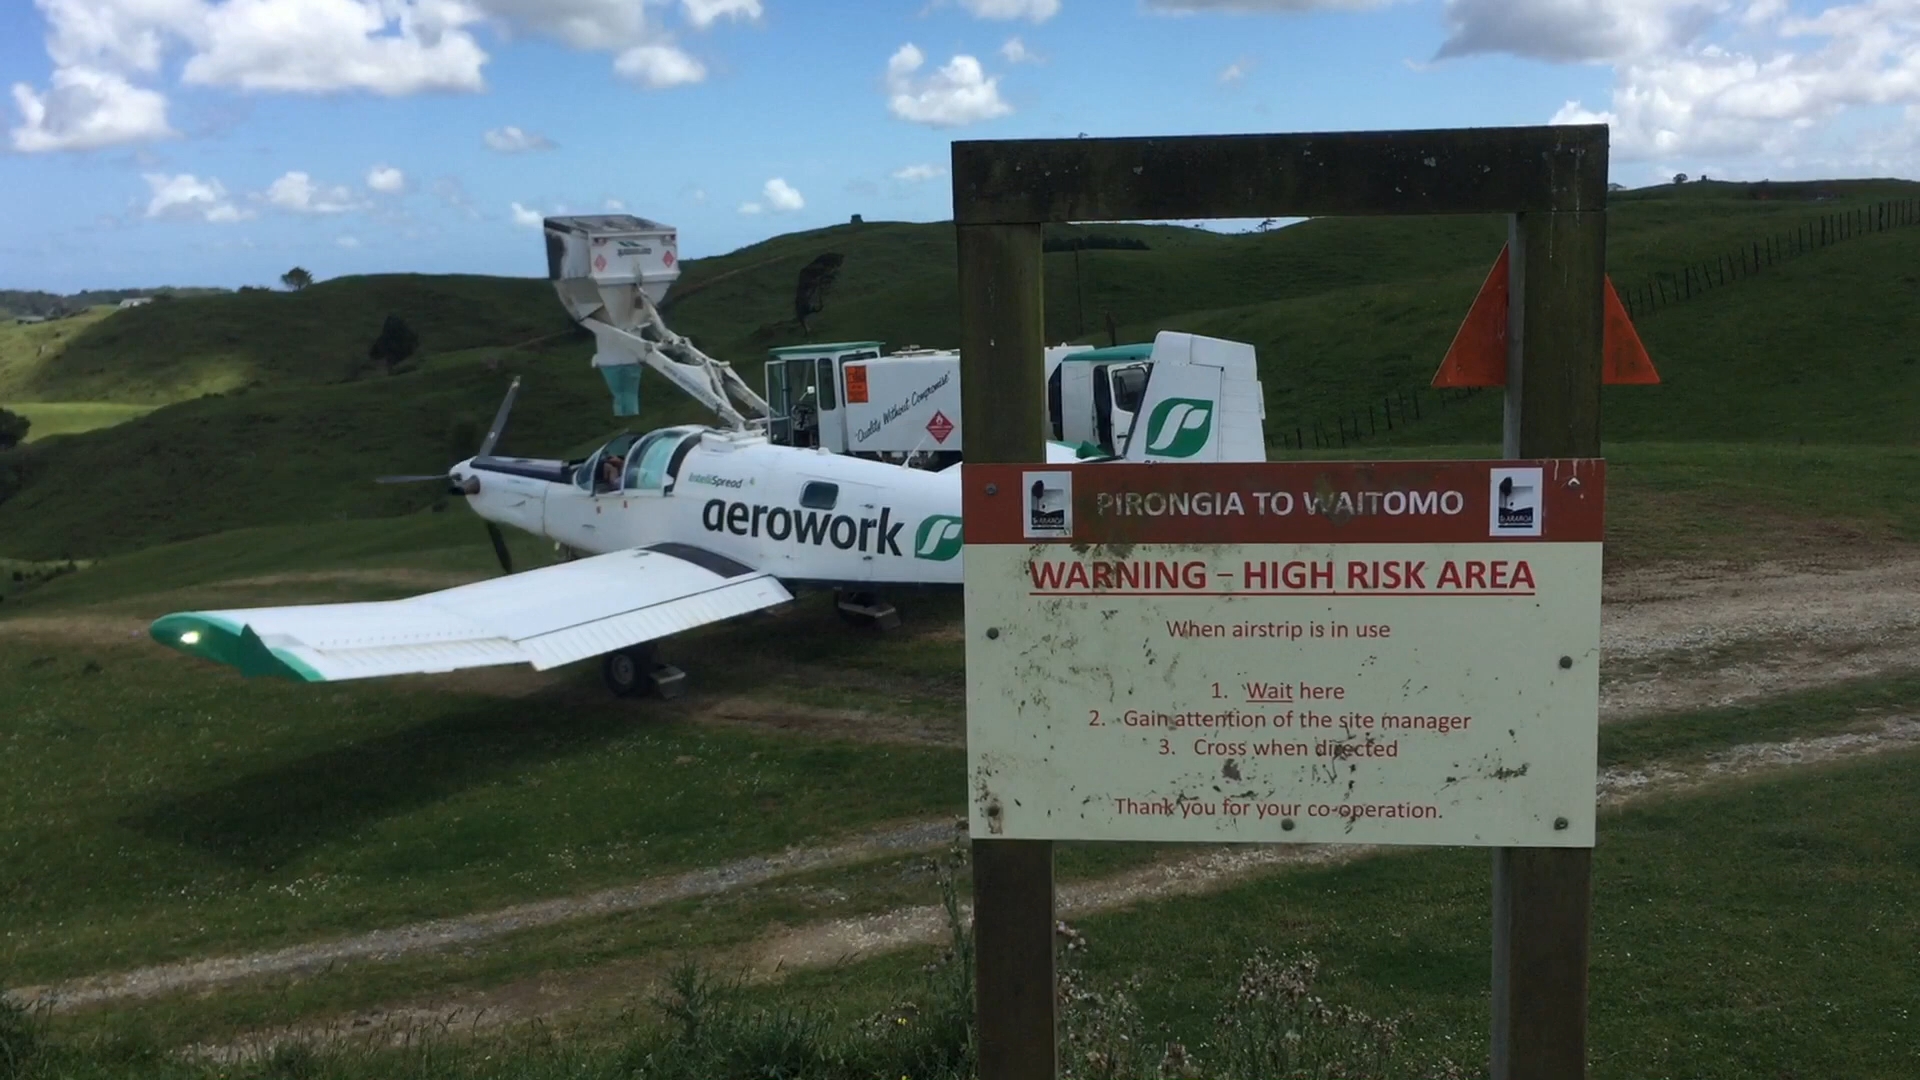 "Quality Without Compromise"
IntelliSpread
aerowork
PIRONGIA TO WAITOMO
WARNING – HIGH RISK AREA
When airstrip is in use
1. Wait here
2. Gain attention of the site manager
3. Cross when directed
Thank you for your co-operation.